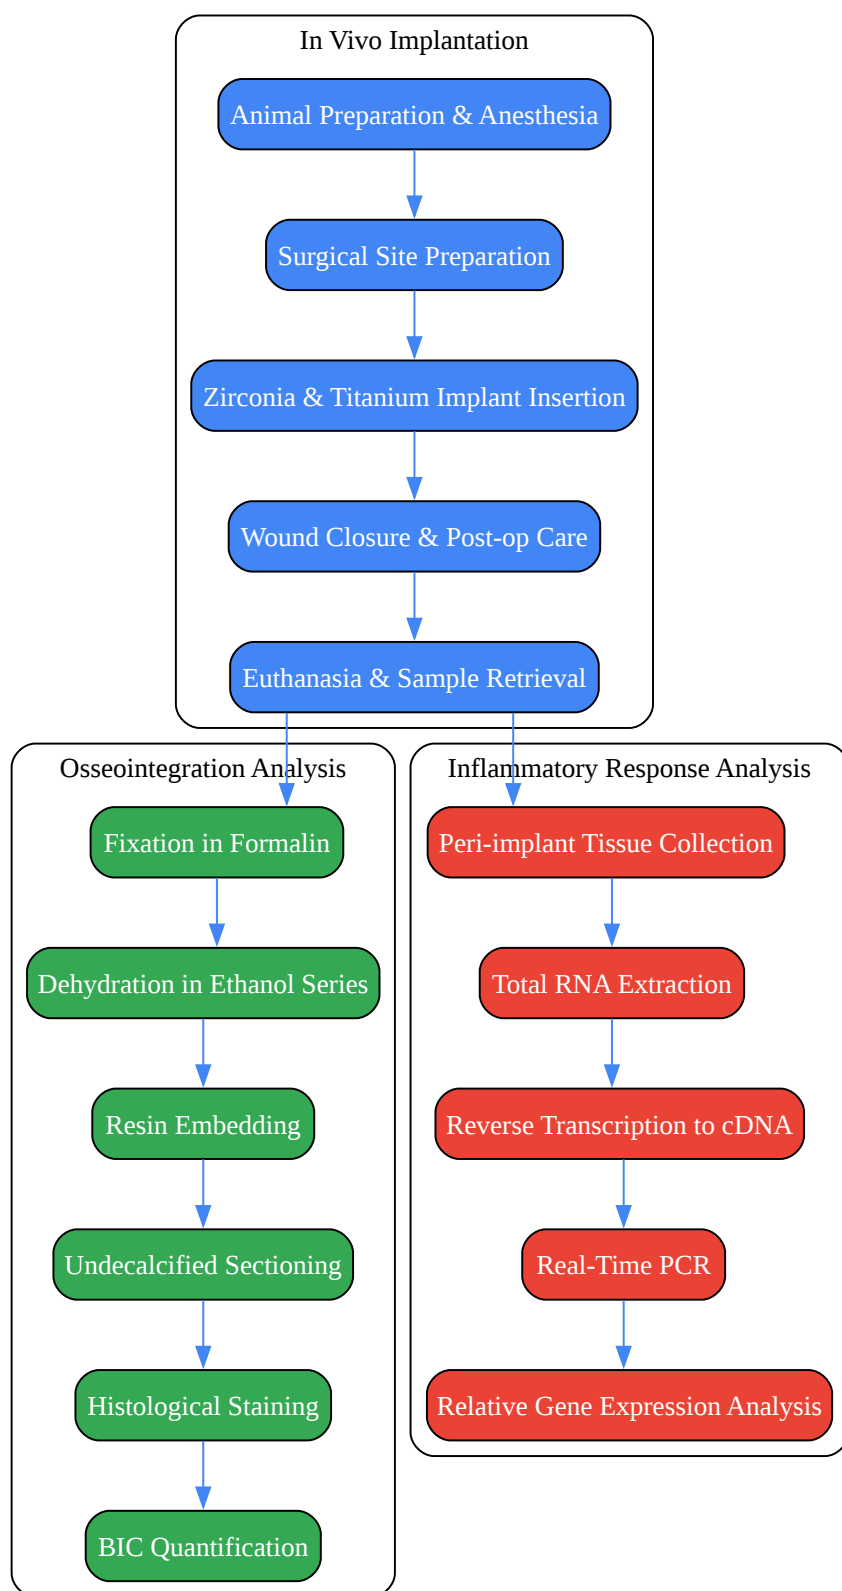 In Vivo Implantation
Animal Preparation & Anesthesia
Surgical Site Preparation
Zirconia & Titanium Implant Insertion
Wound Closure & Post-op Care
Euthanasia & Sample Retrieval
Osseointegration Analysis
Fixation in Formalin
Dehydration in Ethanol Series
Resin Embedding
Undecalcified Sectioning
Histological Staining
BIC Quantification
Inflammatory Response Analysis
Peri-implant Tissue Collection
Total RNA Extraction
Reverse Transcription to cDNA
Real-Time PCR
Relative Gene Expression Analysis